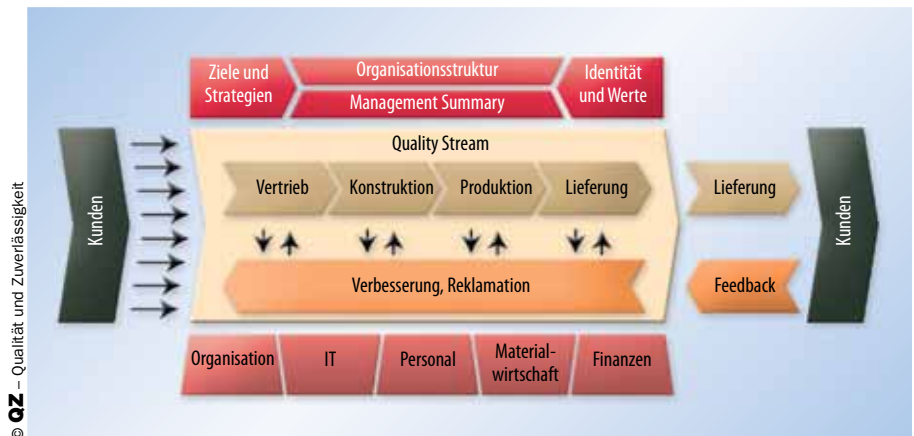 Ziele und
Strategien
Organisationsstruktur
Management Summary
Identität
und Werte
Kunden
Quality Stream
Vertrieb
Konstruktion
Produktion
Lieferung
Lieferung
Kunden
Verbesserung, Reklamation
Feedback
Organisation
IT
Personal
Material-
wirtschaft
Finanzen
© QZ – Qualität und Zuverlässigkeit